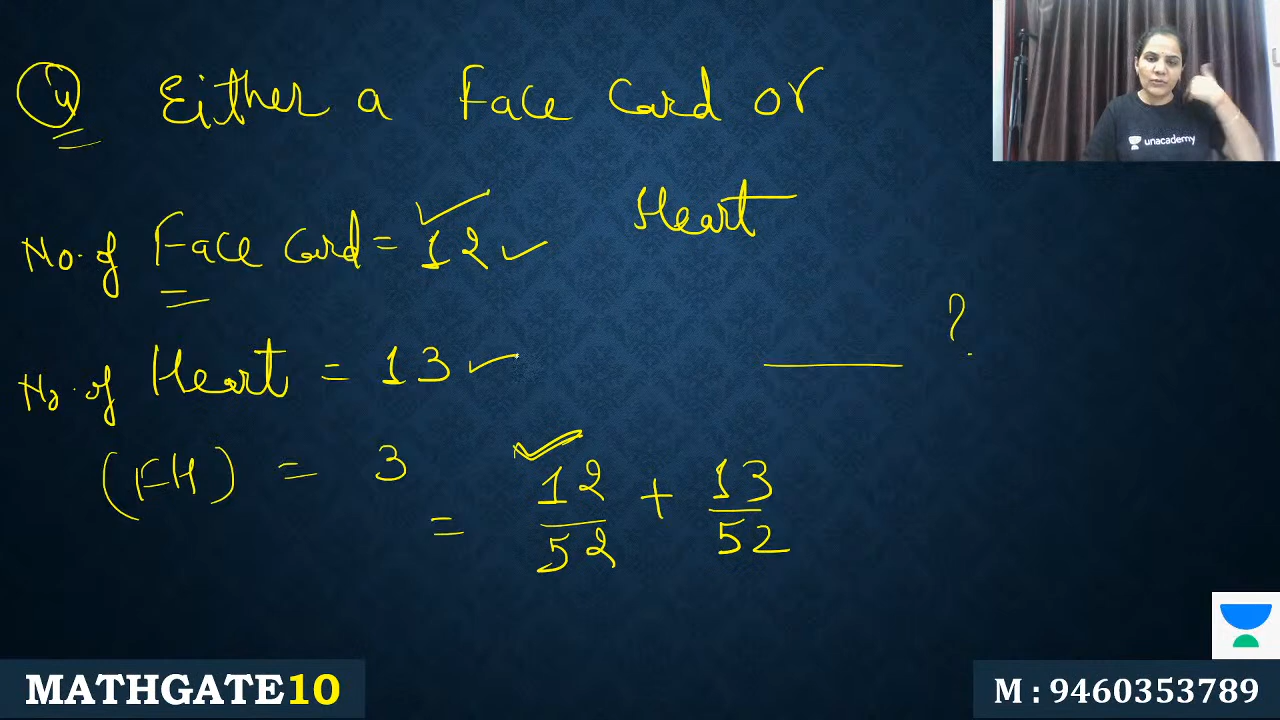 4 Either a Face Card or
Heart
No. of Face Card = 12
No. of Heart = 13
?
(FH) = 3
= 12/52 + 13/52
unacademy
MATHGATE10
M : 9460353789